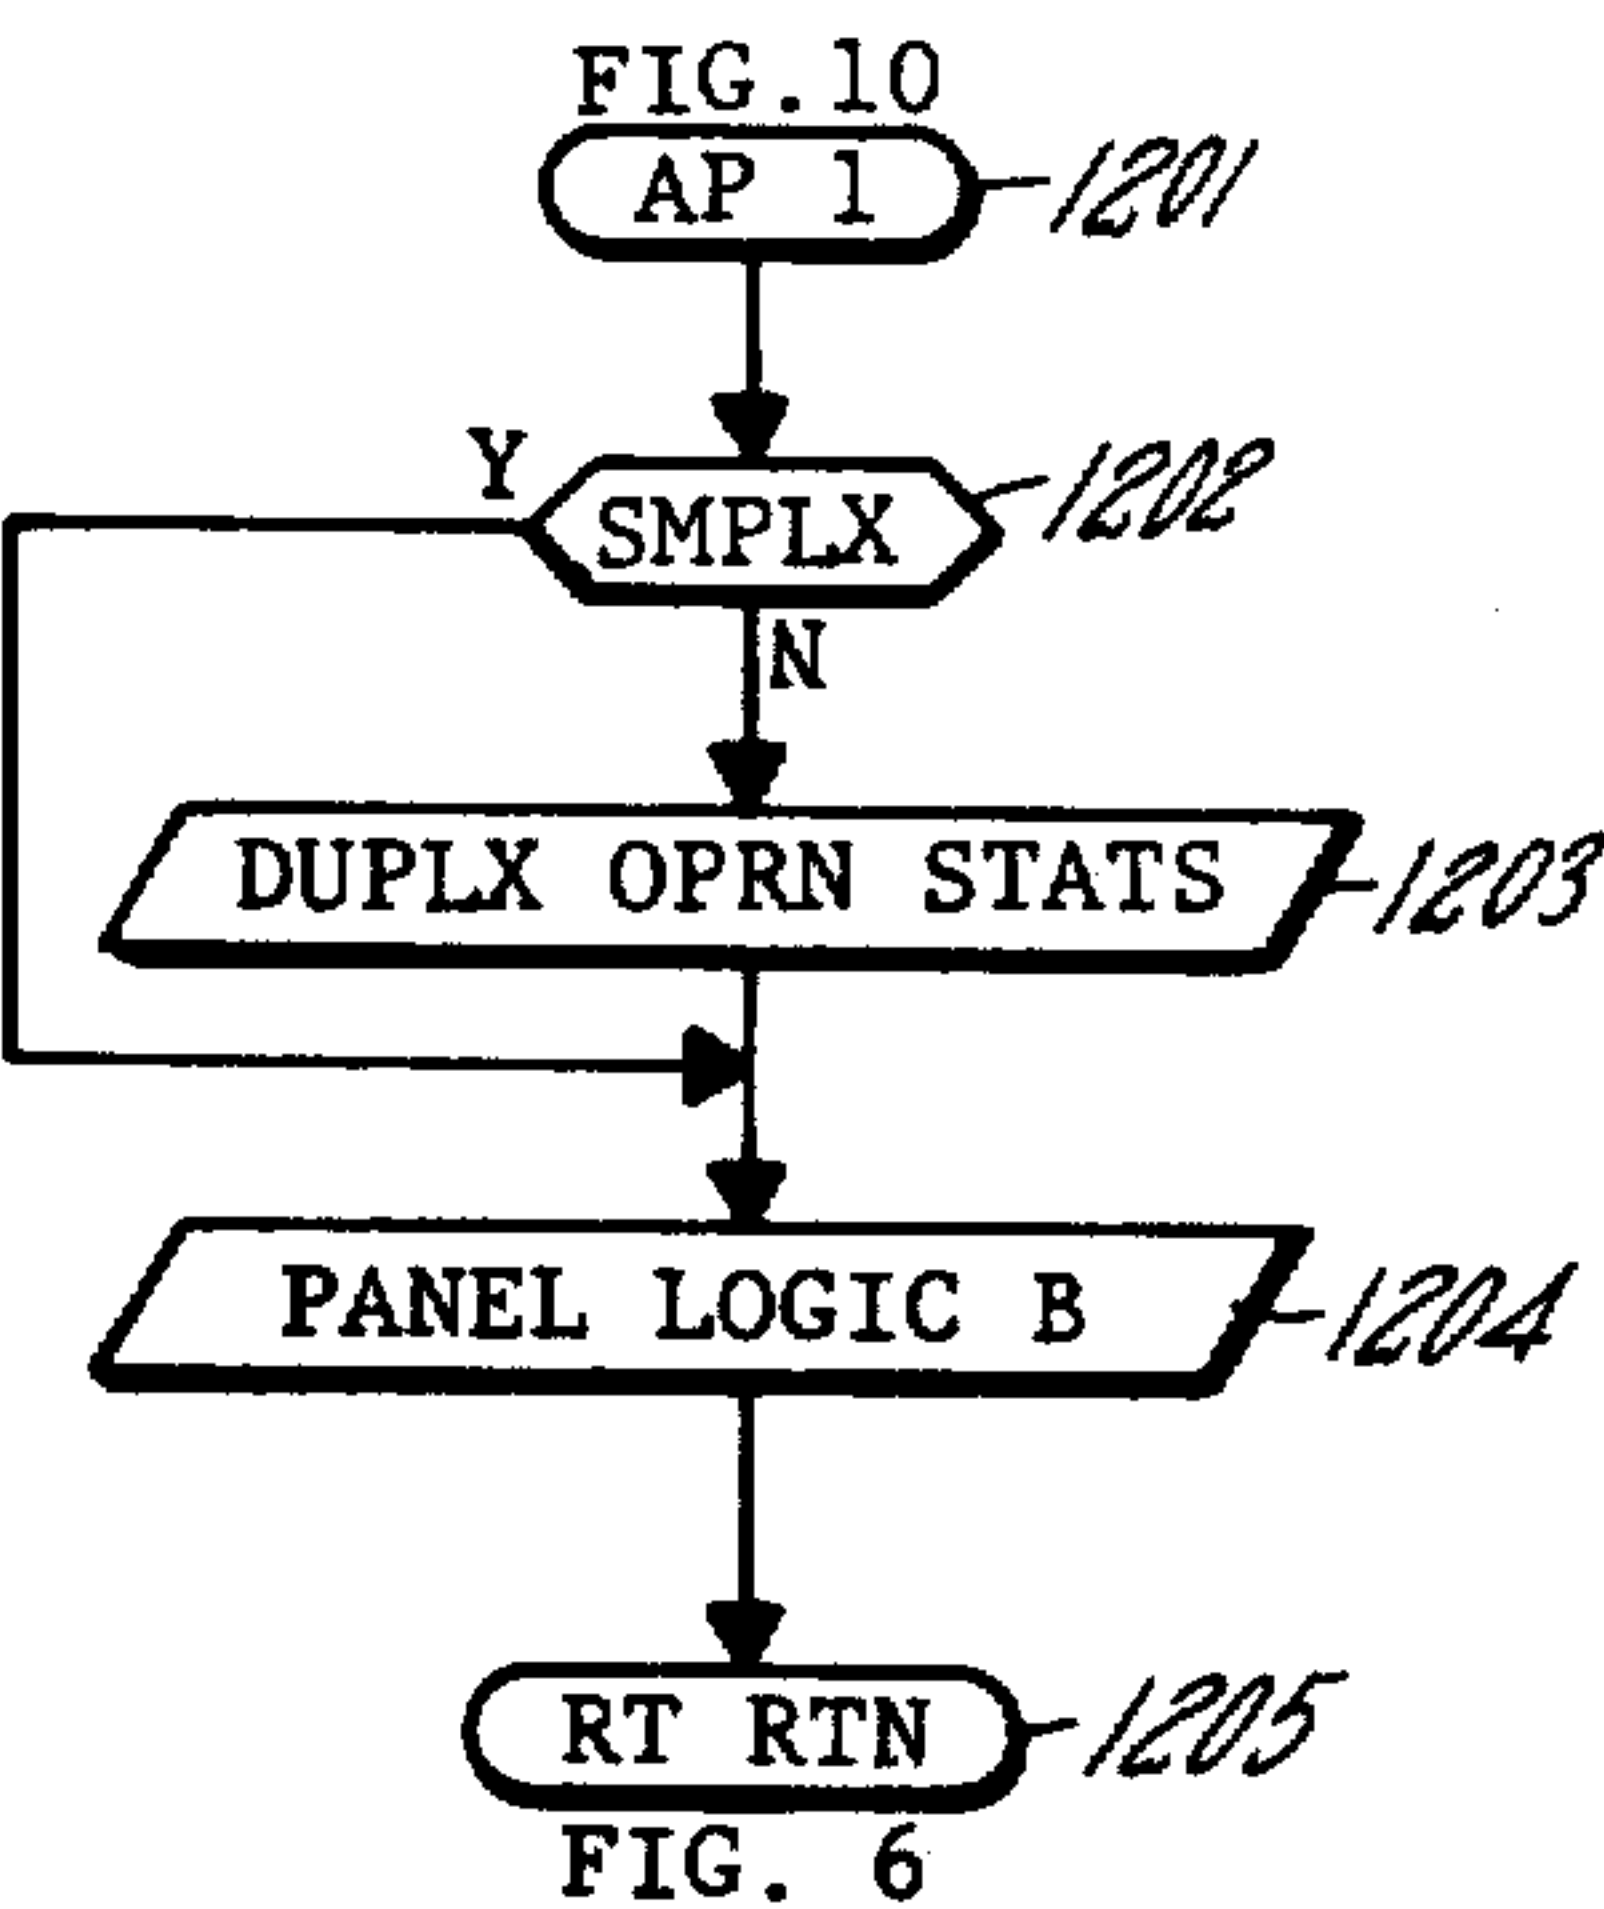 FIG.10
AP 1
1201
Y
SMPLX
1202
N
DUPLX OPRN STATS
1203
PANEL LOGIC B
1204
RT RTN
1205
FIG. 6